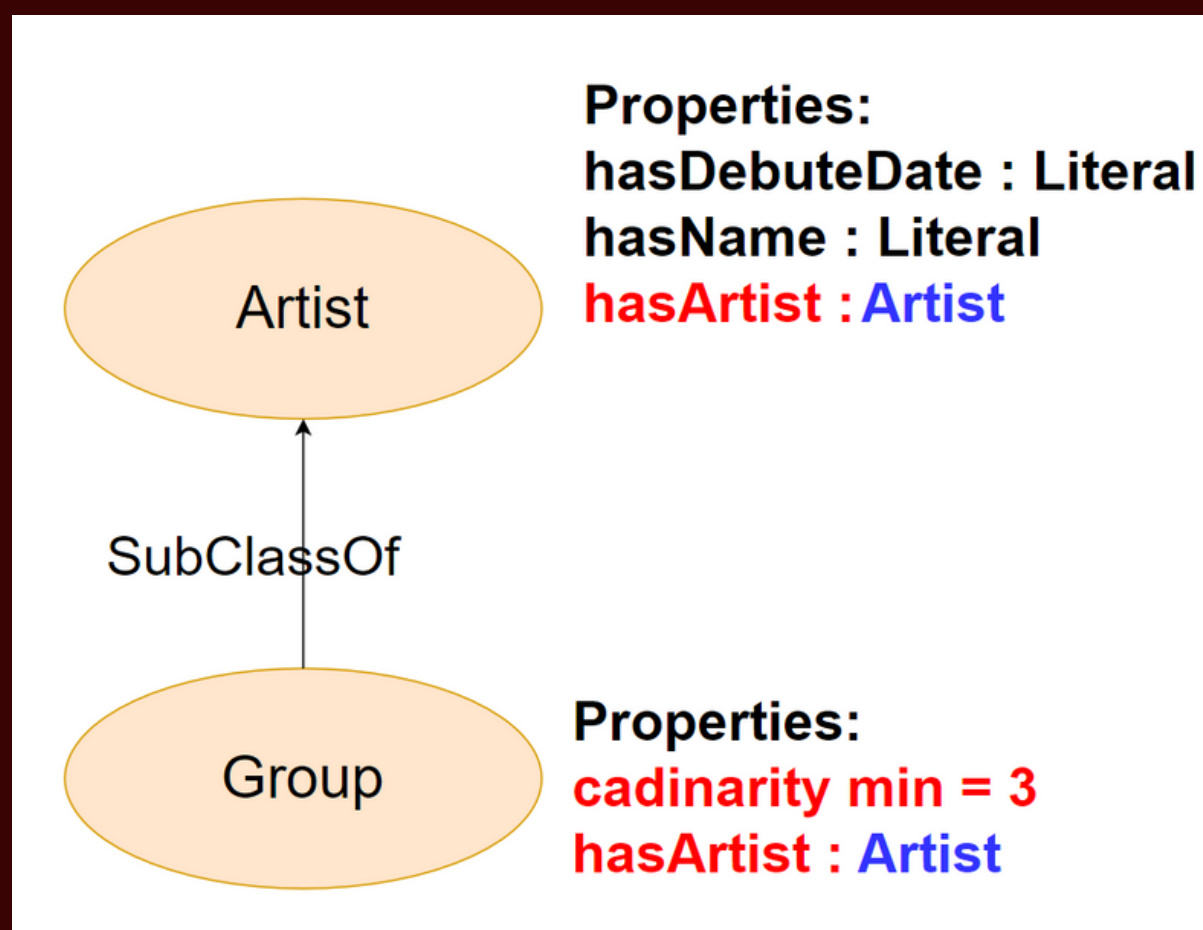 Properties:
hasDebuteDate : Literal
hasName : Literal
hasArtist : Artist
Artist
SubClassOf
Group
Properties:
cadinarity min = 3
hasArtist : Artist